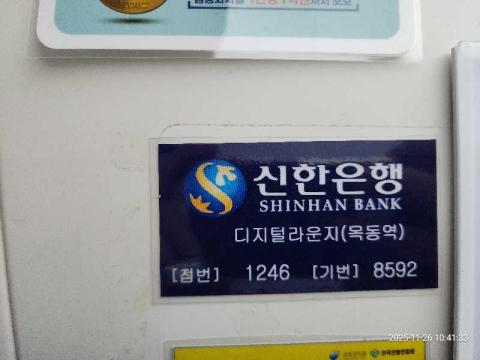 신한은행
SHINHAN BANK
디지털라운지(목동역)
[점번] 1246 [기번] 8592
2025-11-26 10:41:33